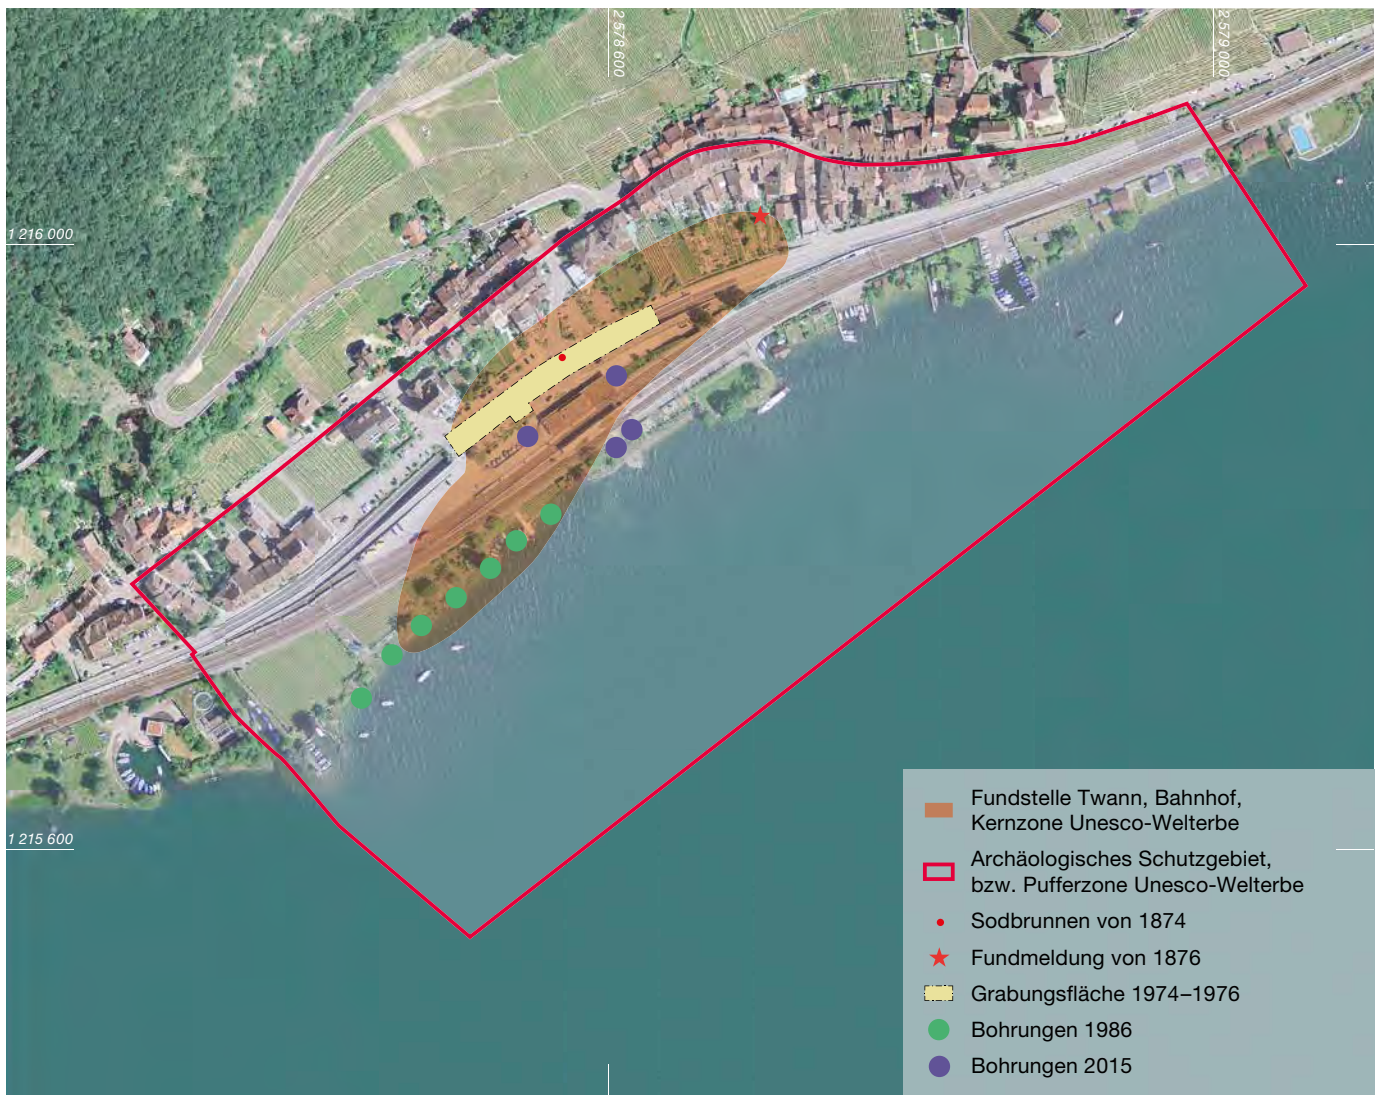 2 578 600
2 579 000
1 216 000
1 215 600
Fundstelle Twann, Bahnhof,
Kernzone Unesco-Welterbe
Archäologisches Schutzgebiet,
bzw. Pufferzone Unesco-Welterbe
Sodbrunnen von 1874
Fundmeldung von 1876
Grabungsfläche 1974–1976
Bohrungen 1986
Bohrungen 2015